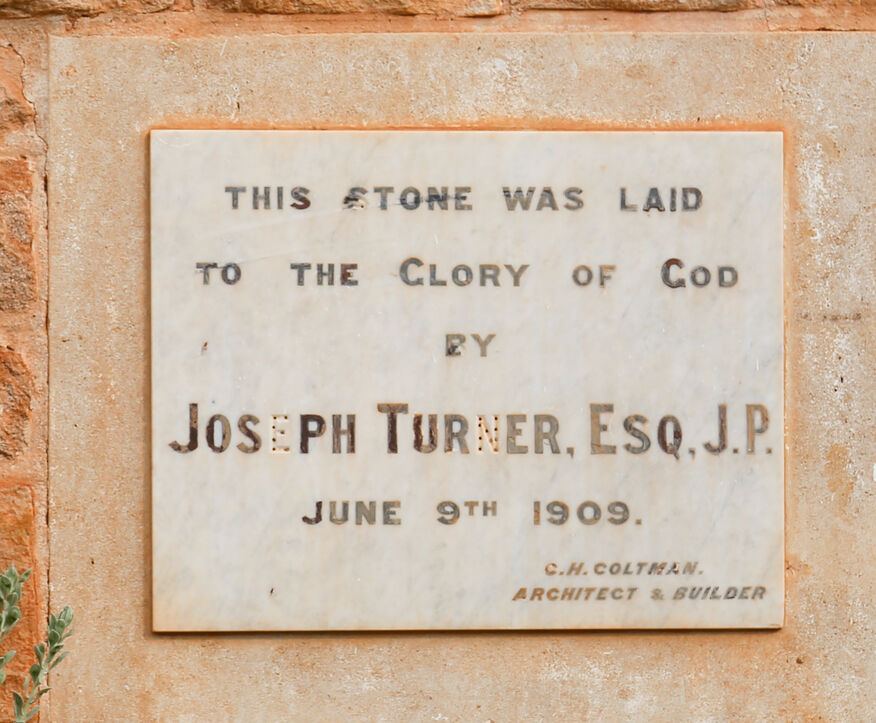 THIS STONE WAS LAID
TO THE GLORY OF GOD
BY
JOSEPH TURNER, ESQ, J.P.
JUNE 9TH 1909.
C.H. COLTMAN.
ARCHITECT & BUILDER